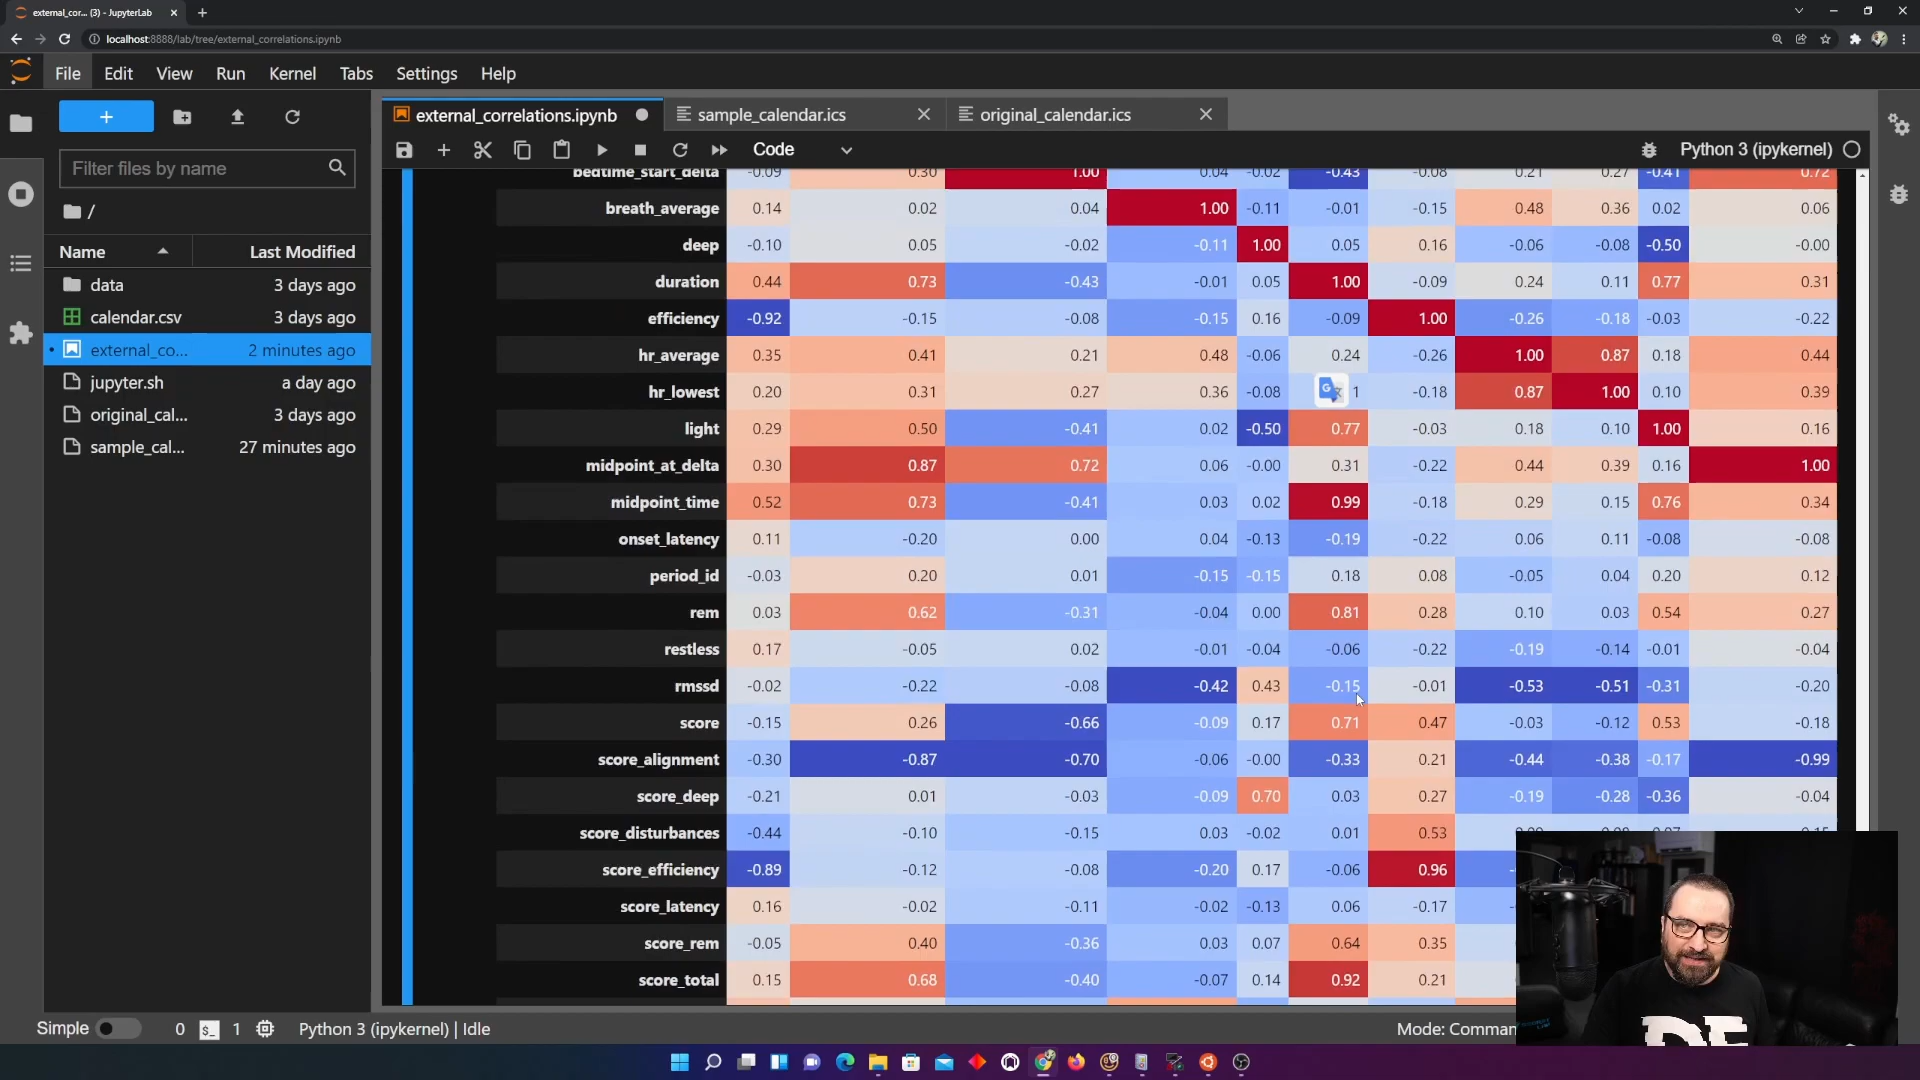 external_cor... (3) - JupyterLab
localhost:8888/lab/tree/external_correlations.ipynb
File Edit View Run Kernel Tabs Settings Help
external_correlations.ipynb
sample_calendar.ics
original_calendar.ics
Filter files by name
Code
Python 3 (ipykernel)
/
Name Last Modified
data 3 days ago
calendar.csv 3 days ago
external_co... 2 minutes ago
jupyter.sh a day ago
original_cal... 3 days ago
sample_cal... 27 minutes ago
bedtime_start_delta -0.09 0.30 1.00 0.04 -0.02 -0.43 -0.08 0.21 0.27 -0.41 0.72
breath_average 0.14 0.02 0.04 1.00 -0.11 -0.01 -0.15 0.48 0.36 0.02 0.06
deep -0.10 0.05 -0.02 -0.11 1.00 0.05 0.16 -0.06 -0.08 -0.50 -0.00
duration 0.44 0.73 -0.43 -0.01 0.05 1.00 -0.09 0.24 0.11 0.77 0.31
efficiency -0.92 -0.15 -0.08 -0.15 0.16 -0.09 1.00 -0.26 -0.18 -0.03 -0.22
hr_average 0.35 0.41 0.21 0.48 -0.06 0.24 -0.26 1.00 0.87 0.18 0.44
hr_lowest 0.20 0.31 0.27 0.36 -0.08 1 -0.18 0.87 1.00 0.10 0.39
light 0.29 0.50 -0.41 0.02 -0.50 0.77 -0.03 0.18 0.10 1.00 0.16
midpoint_at_delta 0.30 0.87 0.72 0.06 -0.00 0.31 -0.22 0.44 0.39 0.16 1.00
midpoint_time 0.52 0.73 -0.41 0.03 0.02 0.99 -0.18 0.29 0.15 0.76 0.34
onset_latency 0.11 -0.20 0.00 0.04 -0.13 -0.19 -0.22 0.06 0.11 -0.08 -0.08
period_id -0.03 0.20 0.01 -0.15 -0.15 0.18 0.08 -0.05 0.04 0.20 0.12
rem 0.03 0.62 -0.31 -0.04 0.00 0.81 0.28 0.10 0.03 0.54 0.27
restless 0.17 -0.05 0.02 -0.01 -0.04 -0.06 -0.22 -0.19 -0.14 -0.01 -0.04
rmssd -0.02 -0.22 -0.08 -0.42 0.43 -0.15 -0.01 -0.53 -0.51 -0.31 -0.20
score -0.15 0.26 -0.66 -0.09 0.17 0.71 0.47 -0.03 -0.12 0.53 -0.18
score_alignment -0.30 -0.87 -0.70 -0.06 -0.00 -0.33 0.21 -0.44 -0.38 -0.17 -0.99
score_deep -0.21 0.01 -0.03 -0.09 0.70 0.03 0.27 -0.19 -0.28 -0.36 -0.04
score_disturbances -0.44 -0.10 -0.15 0.03 -0.02 0.01 0.53
score_efficiency -0.89 -0.12 -0.08 -0.20 0.17 -0.06 0.96
score_latency 0.16 -0.02 -0.11 -0.02 -0.13 0.06 -0.17
score_rem -0.05 0.40 -0.36 0.03 0.07 0.64 0.35
score_total 0.15 0.68 -0.40 -0.07 0.14 0.92 0.21
Simple 0 1 Python 3 (ipykernel) | Idle
Mode: Comman